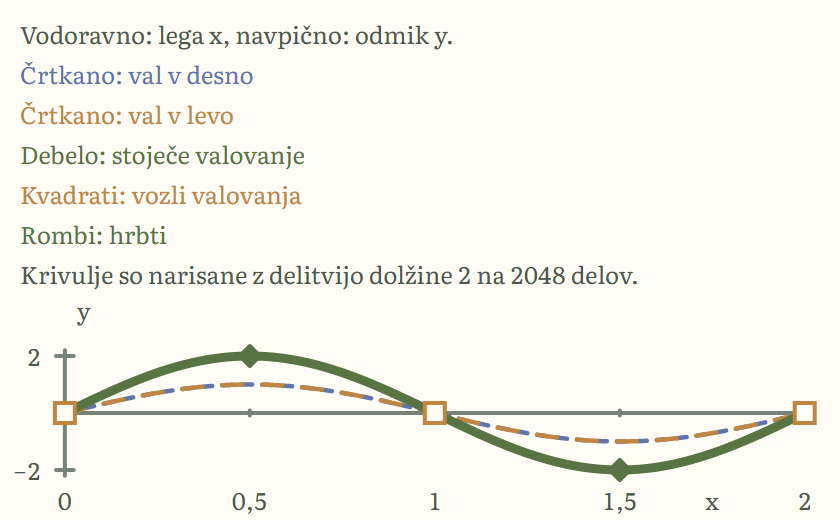 Vodoravno: lega x, navpično: odmik y.
Črtkano: val v desno
Črtkano: val v levo
Debelo: stoječe valovanje
Kvadrati: vozli valovanja
Rombi: hrbti
Krivulje so narisane z delitvijo dolžine 2 na 2048 delov.
y
2
−2
0 0,5 1 1,5 x 2